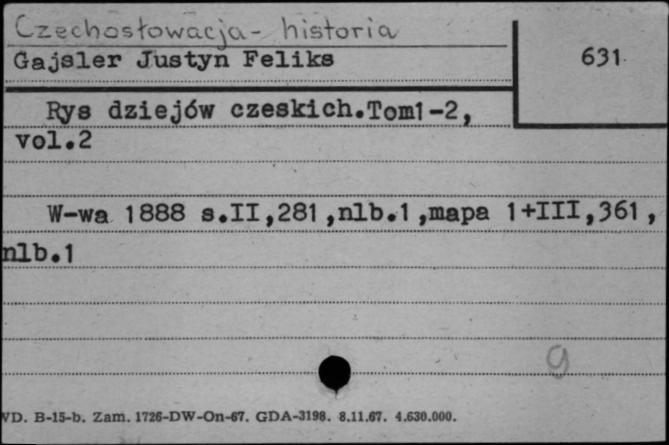 Czechosłowacja - historia
Gajsler Justyn Feliks
631
Rys dziejów czeskich.Tom1-2,
vol.2
W-wa 1888 s.II,281,nlb.1,mapa 1+III,361,
nlb.1
g
VD. B-15-b. Zam. 1726-DW-On-67. GDA-3198. 8.11.67. 4.630.000.